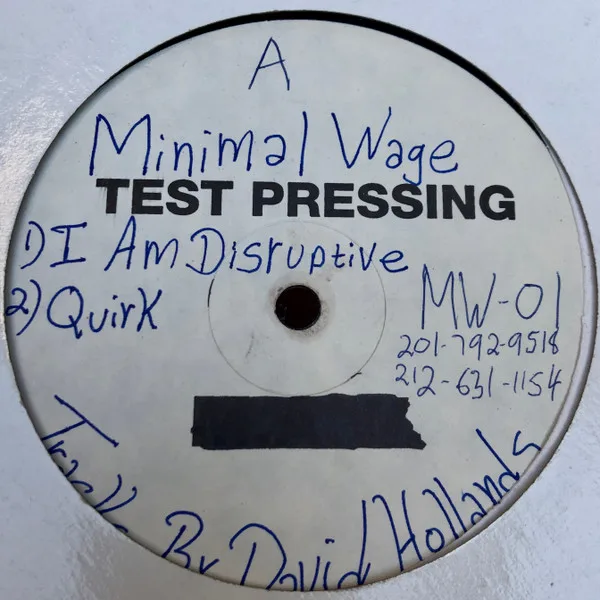 A
Minimal Wage
TEST PRESSING
1) I Am Disruptive
2) Quirk
MW-01
201-792-9518
212-631-1154
Tracks By David Hollands